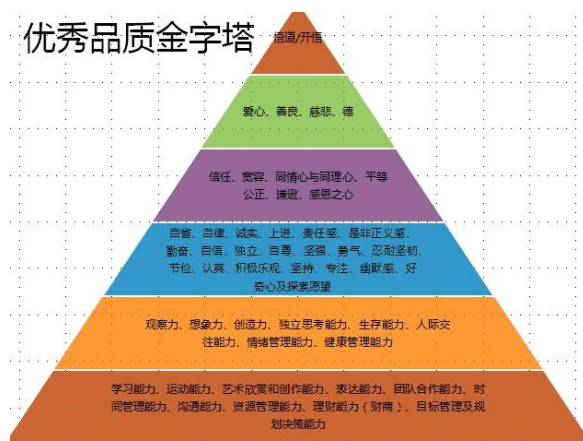 优秀品质金字塔
悟道/开悟
爱心、善良、慈悲、德
信任、宽容、同情心与同理心、平等
公正、谦逊、感恩之心
自省、自律、诚实、上进、责任感、是非正义感、
勤奋、自信、独立、自尊、坚强、勇气、忍耐坚韧、
节俭、认真、积极乐观、坚持、专注、幽默感、好
奇心及探索愿望
观察力、想象力、创造力、独立思考能力、生存能力、人际交
往能力、情绪管理能力、健康管理能力
学习能力、运动能力、艺术欣赏和创作能力、表达能力、团队合作能力、时
间管理能力、沟通能力、资源管理能力、理财能力（财商）、目标管理及规
划决策能力